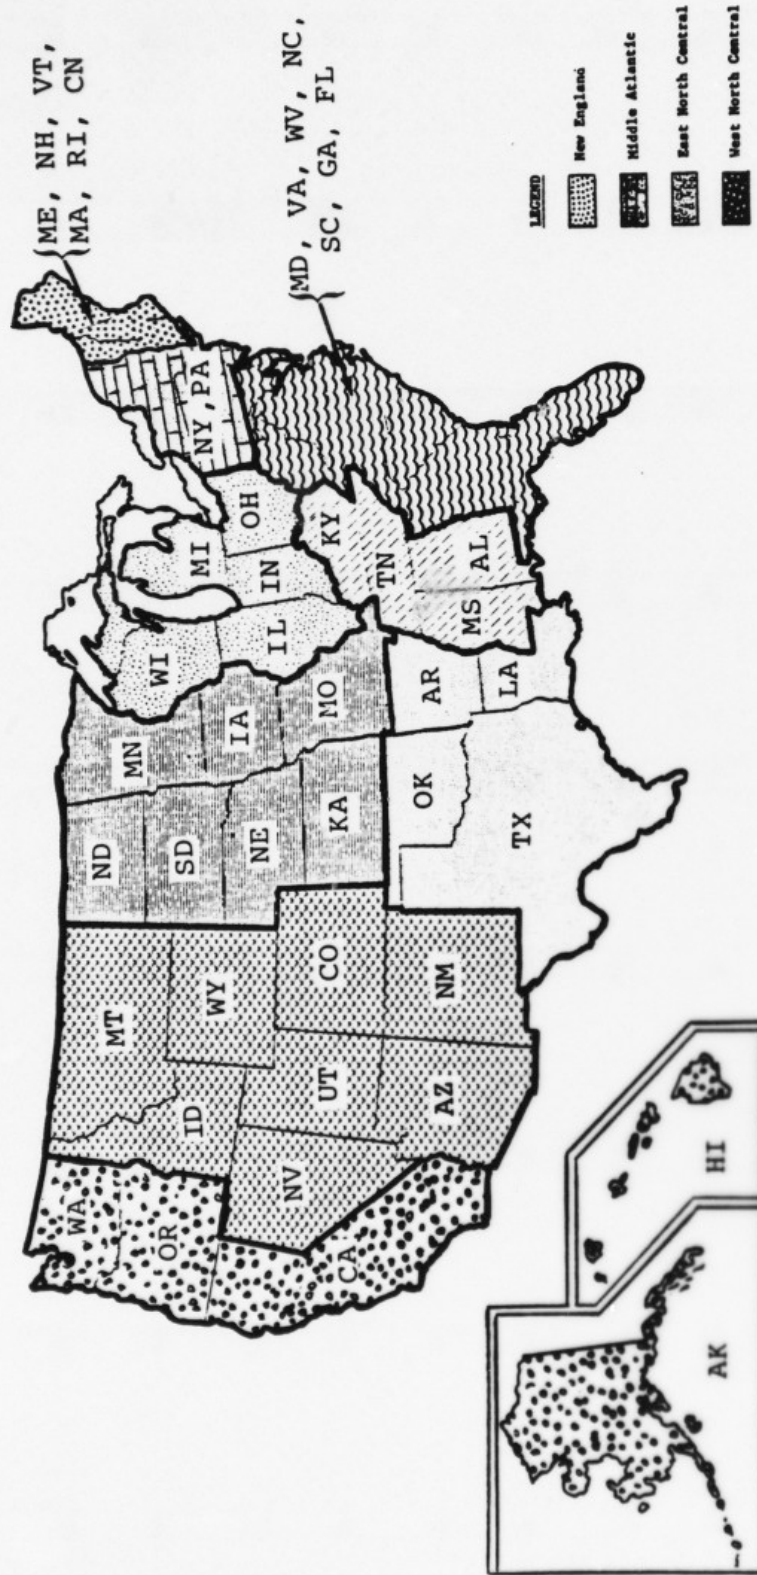 {ME, NH, VT,
{MA, RI, CN
WA
MT
ND
MN
WI
MI
NY, PA
OR
ID
WY
SD
IA
IL
IN
OH
NV
UT
CO
NE
MO
KY
{MD, VA, WV, NC,
SC, GA, FL
CA
AZ
NM
KA
OK
AR
TN
TX
LA
MS
AL
AK
HI
LEGEND
New England
Middle Atlantic
East North Central
West North Central